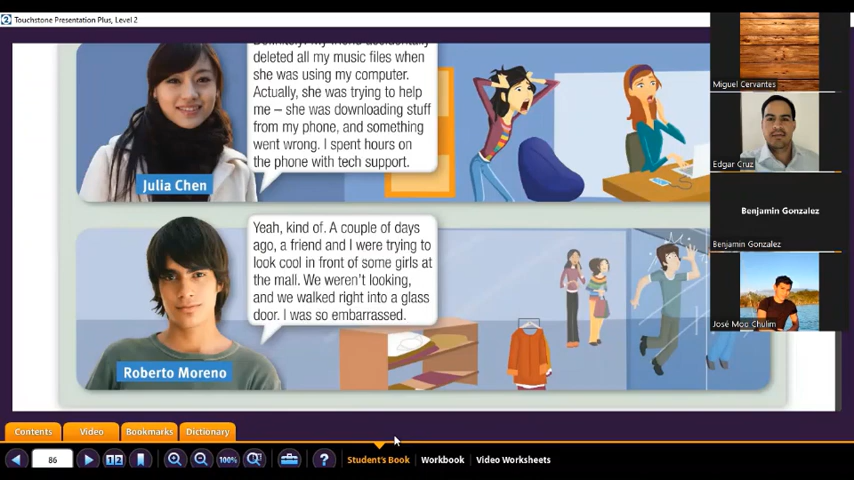 Touchstone Presentation Plus, Level 2
deleted all my music files when
she was using my computer.
Actually, she was trying to help
me – she was downloading stuff
from my phone, and something
went wrong. I spent hours on
the phone with tech support.
Julia Chen
Yeah, kind of. A couple of days
ago, a friend and I were trying to
look cool in front of some girls at
the mall. We weren't looking,
and we walked right into a glass
door. I was so embarrassed.
Roberto Moreno
Miguel Cervantes
Edgar Cruz
Benjamin Gonzalez
Benjamin Gonzalez
José Moo Chulim
Contents
Video
Bookmarks
Dictionary
86
1 2
100%
?
Student's Book
Workbook
Video Worksheets